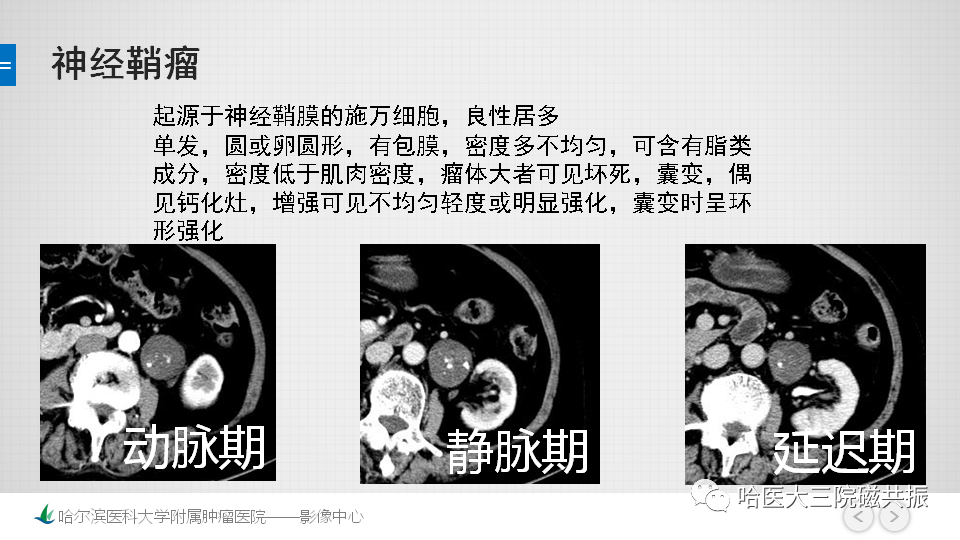 神经鞘瘤
起源于神经鞘膜的施万细胞，良性居多
单发，圆或卵圆形，有包膜，密度多不均匀，可含有脂类
成分，密度低于肌肉密度，瘤体大者可见坏死，囊变，偶
见钙化灶，增强可见不均匀轻度或明显强化，囊变时呈环
形强化
动脉期
静脉期
延迟期
哈医大三院磁共振
哈尔滨医科大学附属肿瘤医院——影像中心